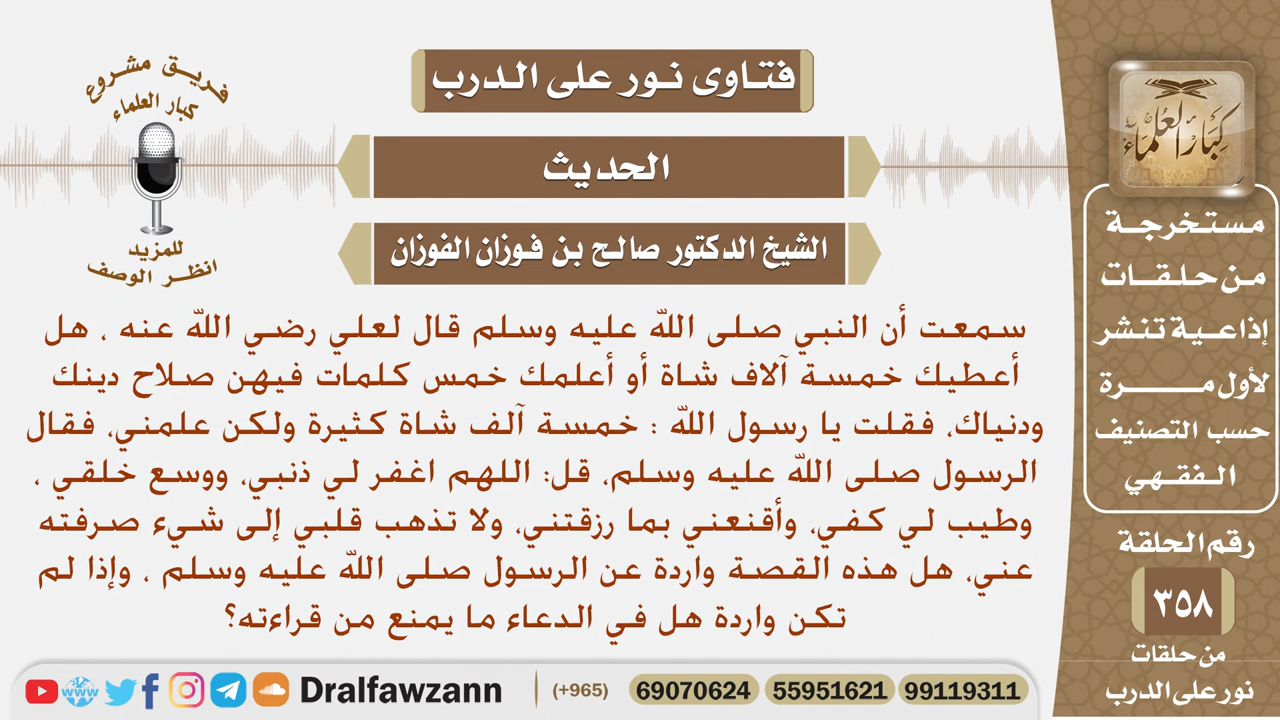 فتاوى نور على الدرب
الحديث
الشيخ الدكتور صالح بن فوزان الفوزان
فريق مشروع
كبار العلماء
للمزيد
انظر الوصف
سمعت أن النبي صلى الله عليه وسلم قال لعلي رضي الله عنه ، هل
أعطيك خمسة آلاف شاة أو أعلمك خمس كلمات فيهن صلاح دينك
ودنياك، فقلت يا رسول الله : خمسة آلف شاة كثيرة ولكن علمني، فقال
الرسول صلى الله عليه وسلم، قل: اللهم اغفر لي ذنبي، ووسع خلقي ،
وطيب لي كفي، وأقنعني بما رزقتني، ولا تذهب قلبي إلى شيء صرفته
عني، هل هذه القصة واردة عن الرسول صلى الله عليه وسلم ، وإذا لم
تكن واردة هل في الدعاء ما يمنع من قراءته؟
كبار العلماء
مستخرجة
من حلقات
إذاعية تنشر
لأول مرة
حسب التصنيف
الفقهي
رقم الحلقة
٣٥٨
من حلقات
نور على الدرب
www
Dralfawzann
(+965)
69070624
55951621
99119311